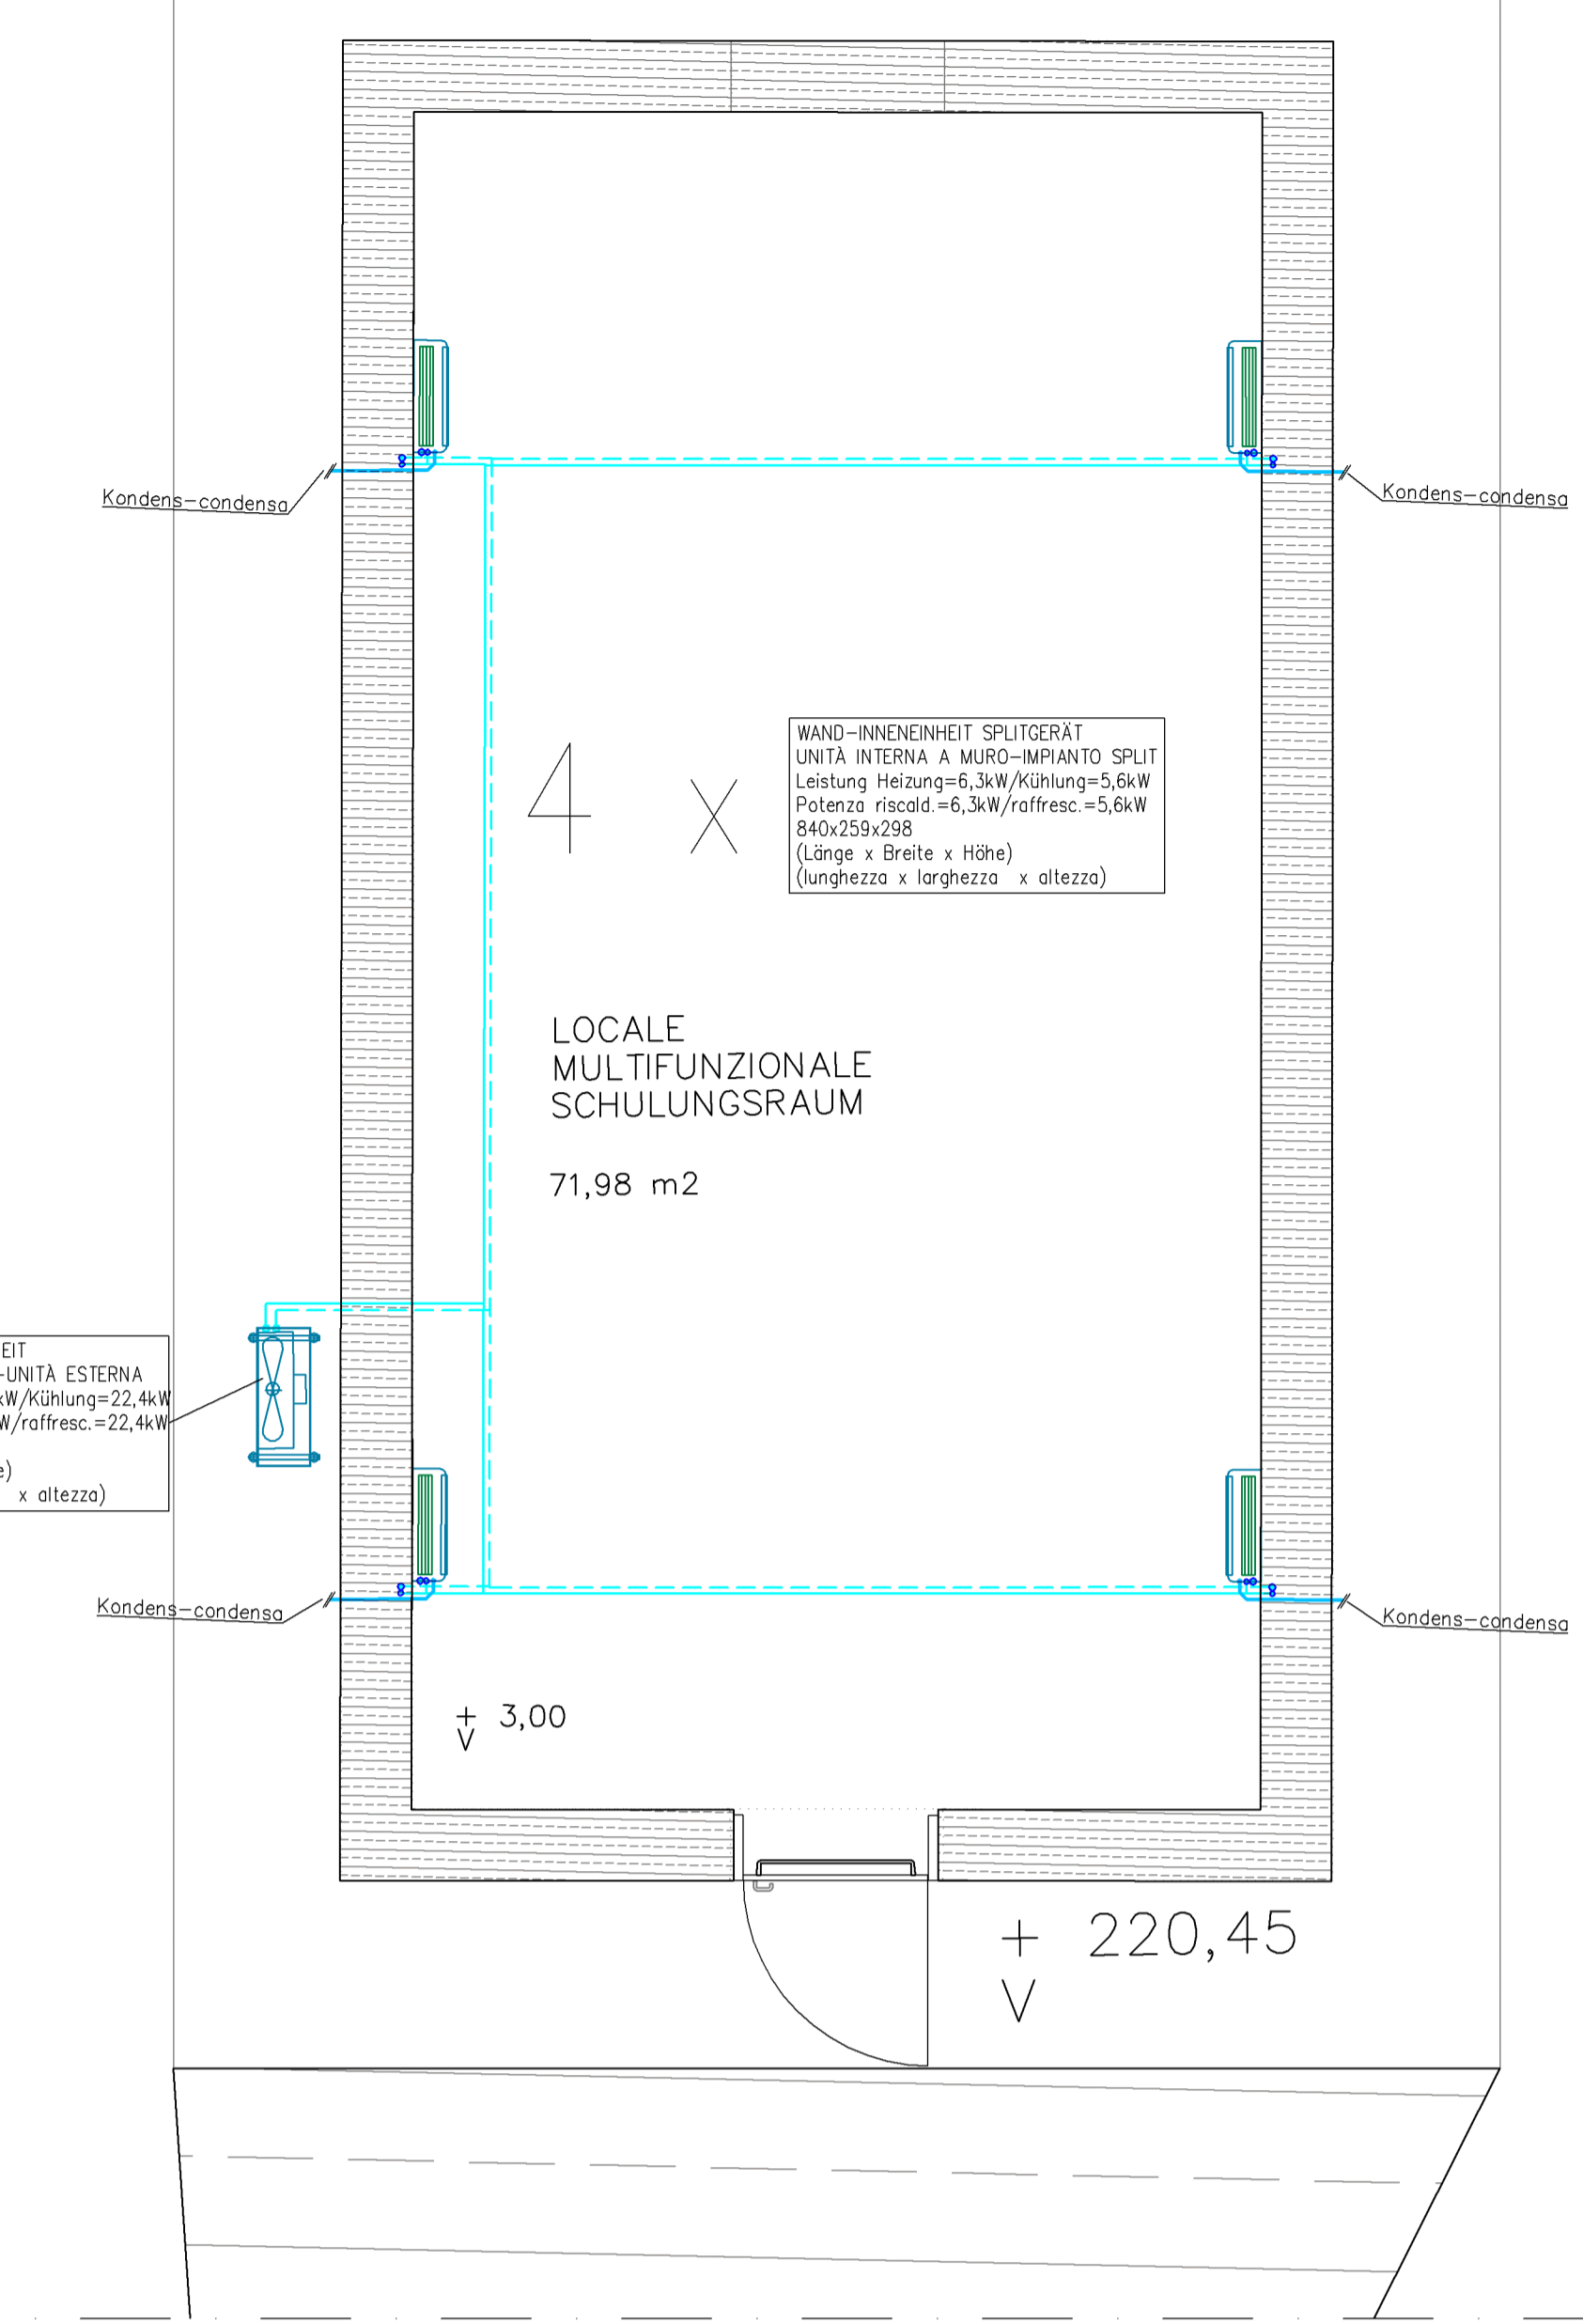 Kondens-condensa
Kondens-condensa
4 x
WAND-INNENEINHEIT SPLITGERÄT
UNITÀ INTERNA A MURO-IMPIANTO SPLIT
Leistung Heizung=6,3kW/Kühlung=5,6kW
Potenza riscald.=6,3kW/raffresc.=5,6kW
840x259x298
(Länge x Breite x Höhe)
(lunghezza x larghezza x altezza)
LOCALE
MULTIFUNZIONALE
SCHULUNGSRAUM
71,98 m2
EIT
-UNITÀ ESTERNA
kW/Kühlung=22,4kW
W/raffresc.=22,4kW
e)
x altezza)
Kondens-condensa
Kondens-condensa
+ 3,00
+ 220,45